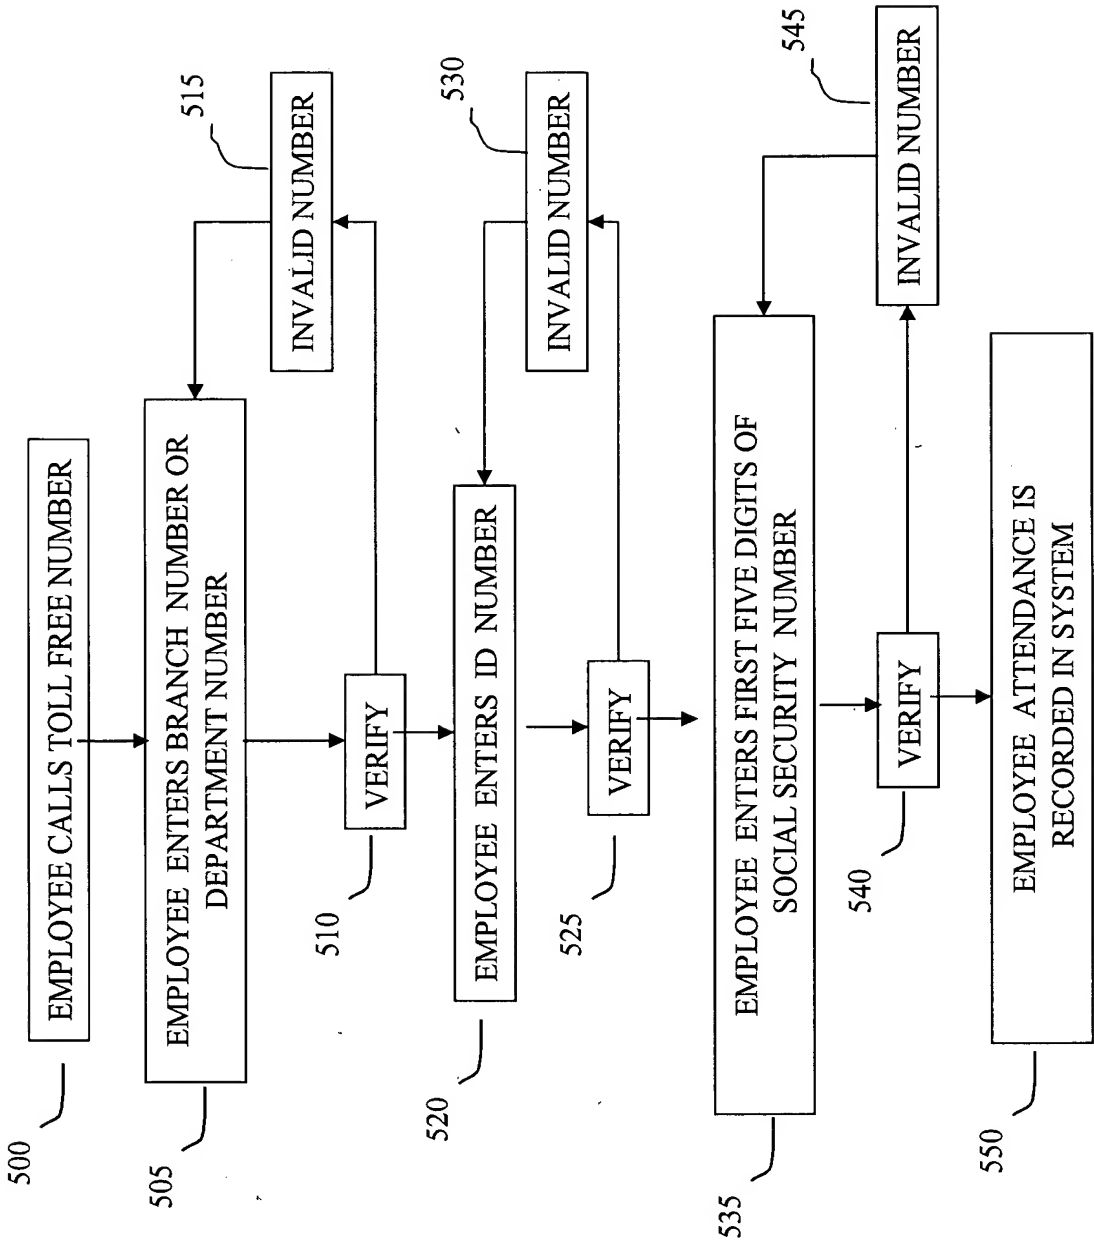 500
EMPLOYEE CALLS TOLL FREE NUMBER
505
EMPLOYEE ENTERS BRANCH NUMBER OR
DEPARTMENT NUMBER
510
VERIFY
515
INVALID NUMBER
520
EMPLOYEE ENTERS ID NUMBER
525
VERIFY
530
INVALID NUMBER
535
EMPLOYEE ENTERS FIRST FIVE DIGITS OF
SOCIAL SECURITY NUMBER
540
VERIFY
545
INVALID NUMBER
550
EMPLOYEE ATTENDANCE IS
RECORDED IN SYSTEM